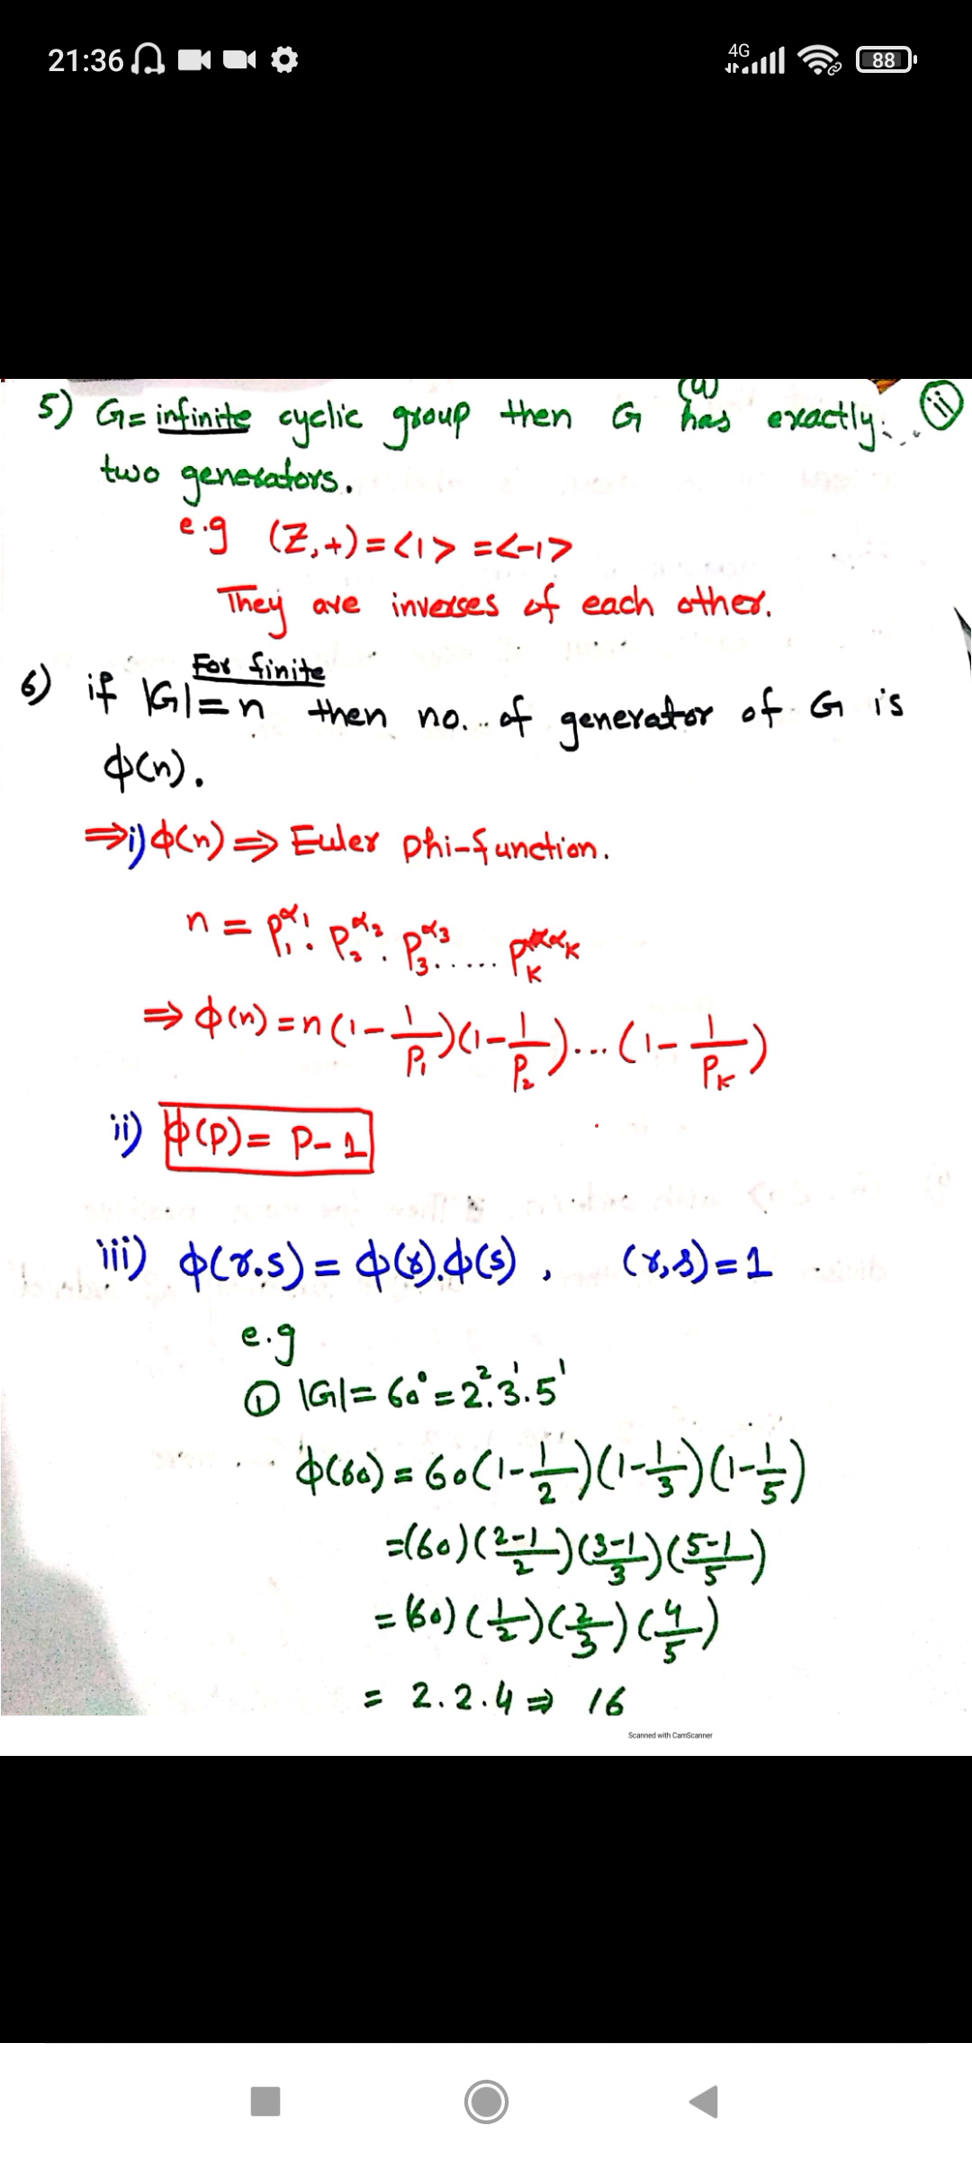 21:36
4G
88
(a)
5) G = infinite cyclic group then G has exactly (ii)
two generators.
e.g (Z,+) = <1> = <-1>
They are inverses of each other.
For finite
6) if |G| = n then no. of generator of G is
ϕ(n).
⇒ i) ϕ(n) ⇒ Euler phi-function.
n = p₁^α₁ . p₂^α₂ . p₃^α₃ ...... p_k^α_k
⇒ ϕ(n) = n(1 - 1/p₁)(1 - 1/p₂)...(1 - 1/p_k)
ii) ϕ(p) = p - 1
iii) ϕ(r.s) = ϕ(r).ϕ(s) , (r,s) = 1
e.g
① |G| = 60 = 2².3¹.5¹
ϕ(60) = 60(1 - 1/2)(1 - 1/3)(1 - 1/5)
= (60)(2-1/2)(3-1/3)(5-1/5)
= (60)(1/2)(2/3)(4/5)
= 2.2.4 ⇒ 16
Scanned with CamScanner